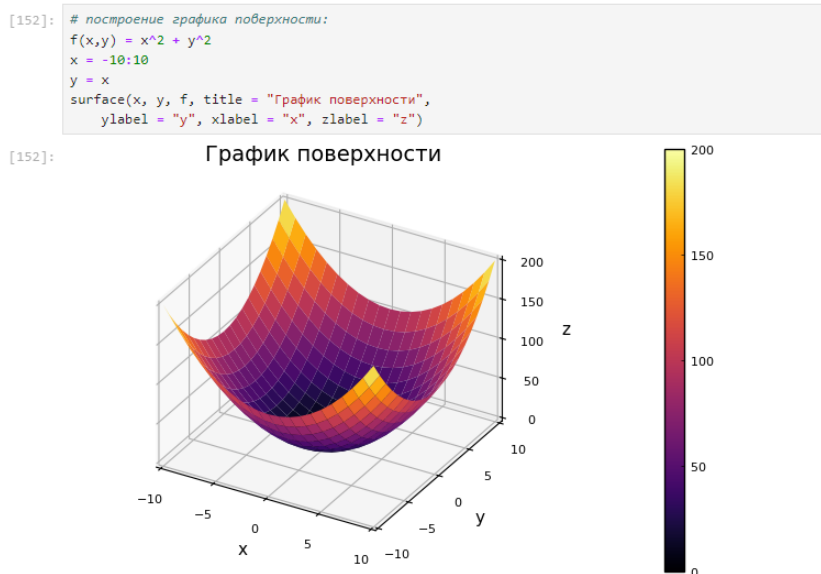 [152]: # построение графика поверхности:
f(x,y) = x^2 + y^2
x = -10:10
y = x
surface(x, y, f, title = "График поверхности",
ylabel = "y", xlabel = "x", zlabel = "z")
[152]:
График поверхности
200
150
100
50
0
z
200
150
100
50
0
10
5
0
−5
−10
y
−10
−5
0
5
10
x